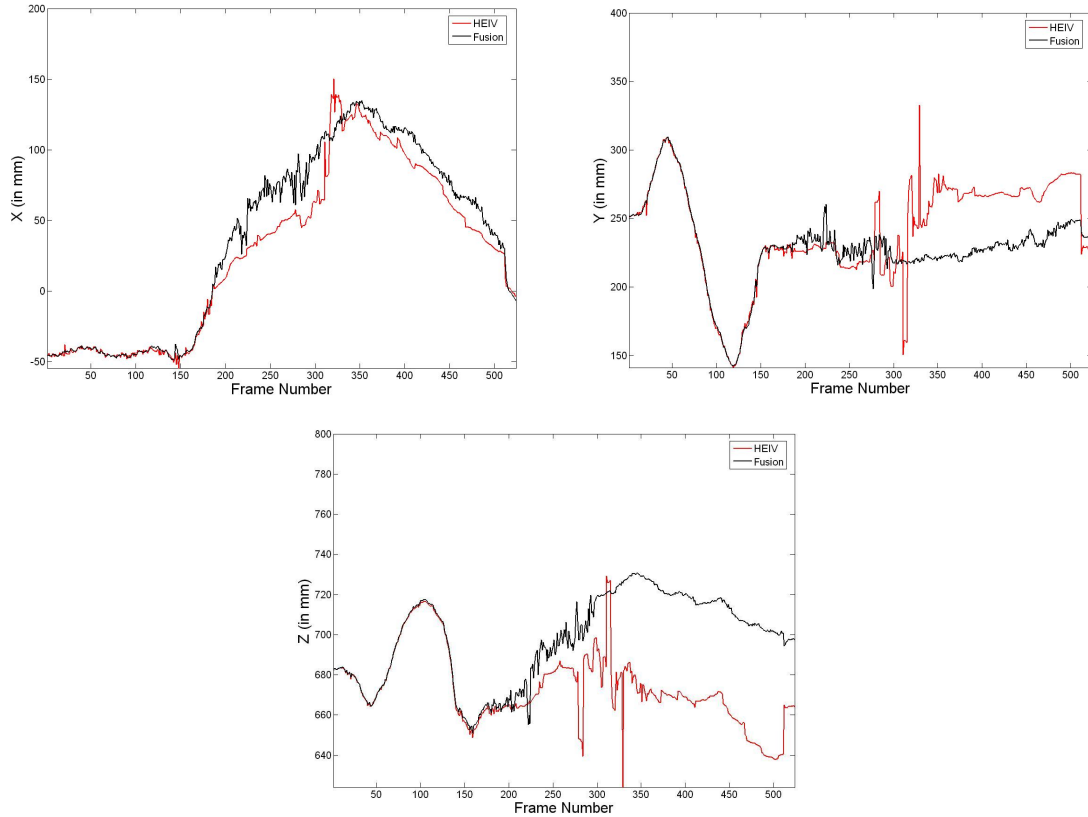 200
150
100
50
0
-50
X (in mm)
50 100 150 200 250 300 350 400 450 500
Frame Number
HEIV
Fusion
400
350
300
250
200
150
Y (in mm)
50 100 150 200 250 300 350 400 450 500
Frame Number
HEIV
Fusion
800
780
760
740
720
700
680
660
640
Z (in mm)
50 100 150 200 250 300 350 400 450 500
Frame Number
HEIV
Fusion